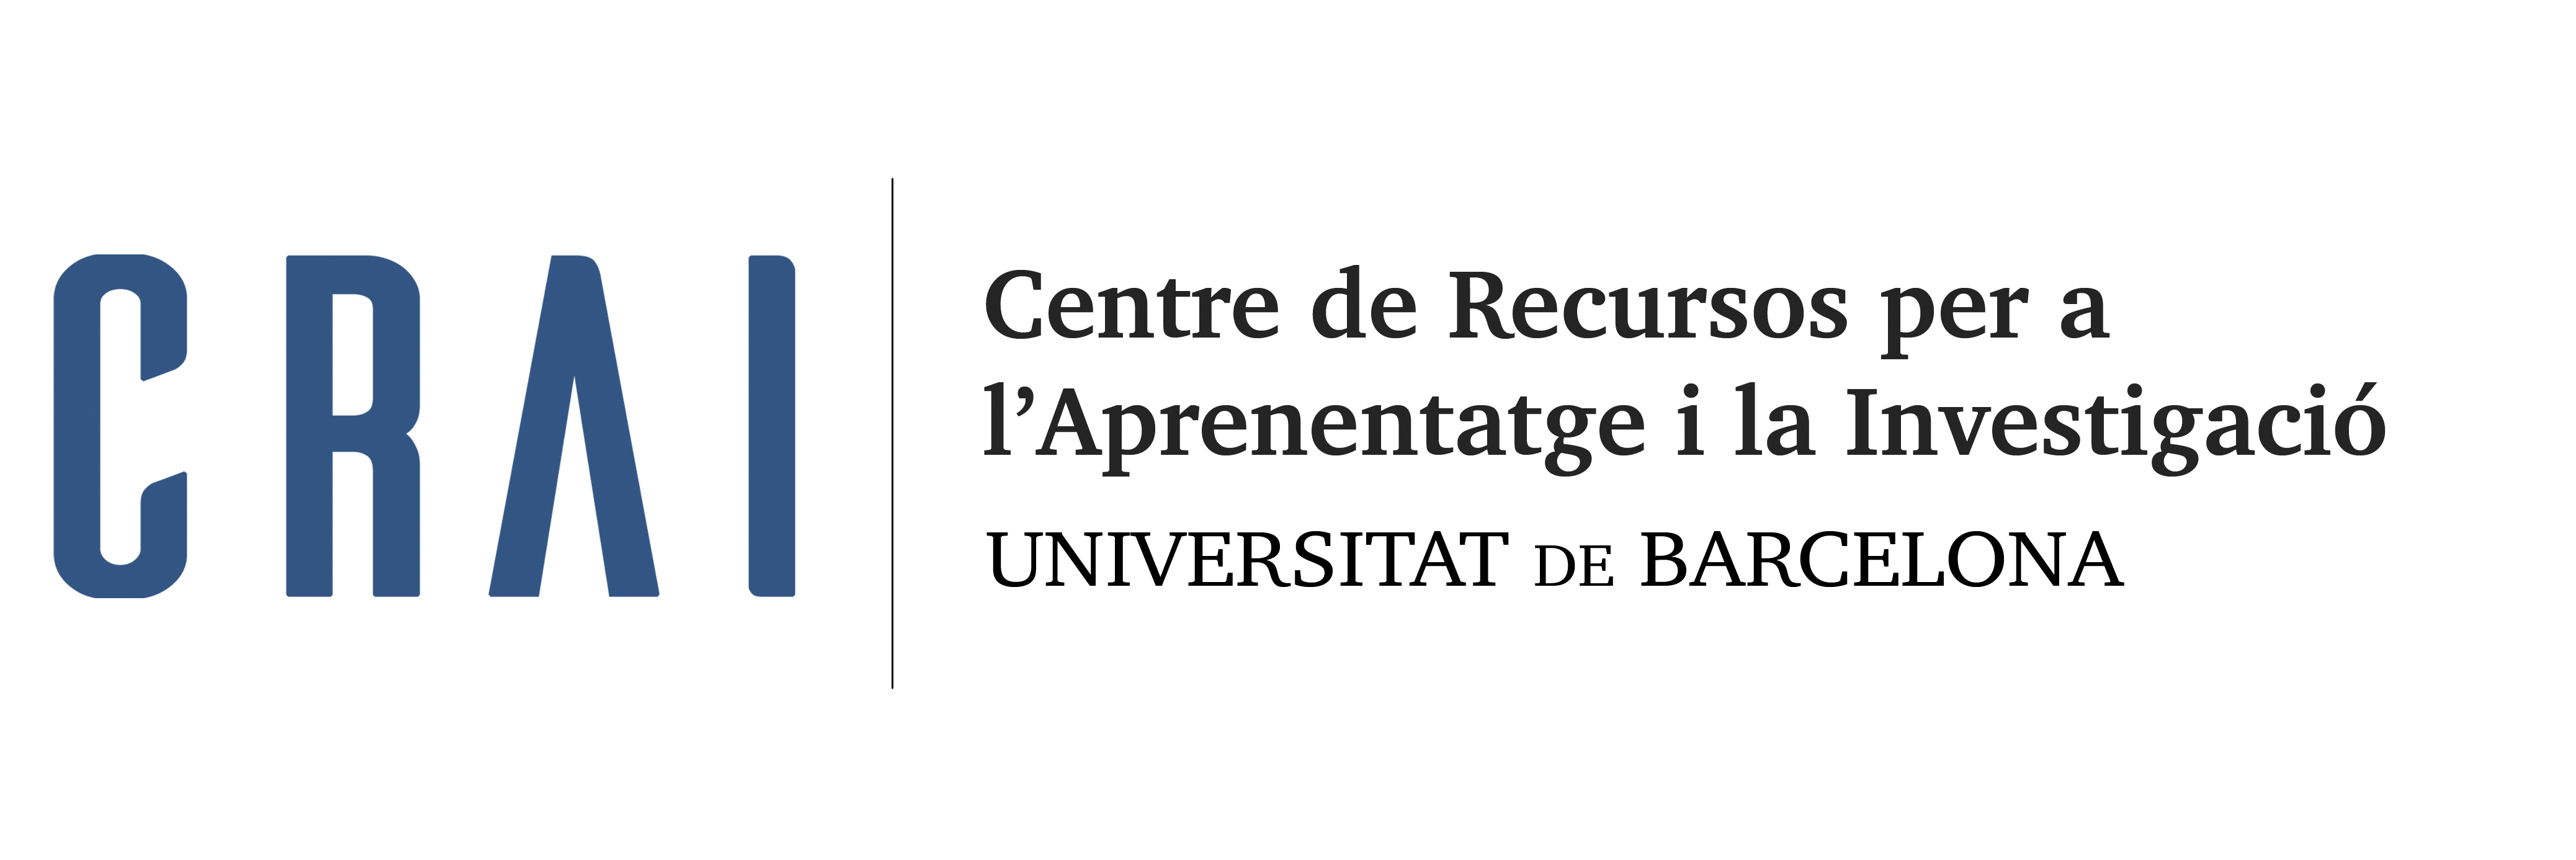 CRAI
Centre de Recursos per a
l’Aprenentatge i la Investigació
UNIVERSITAT DE BARCELONA